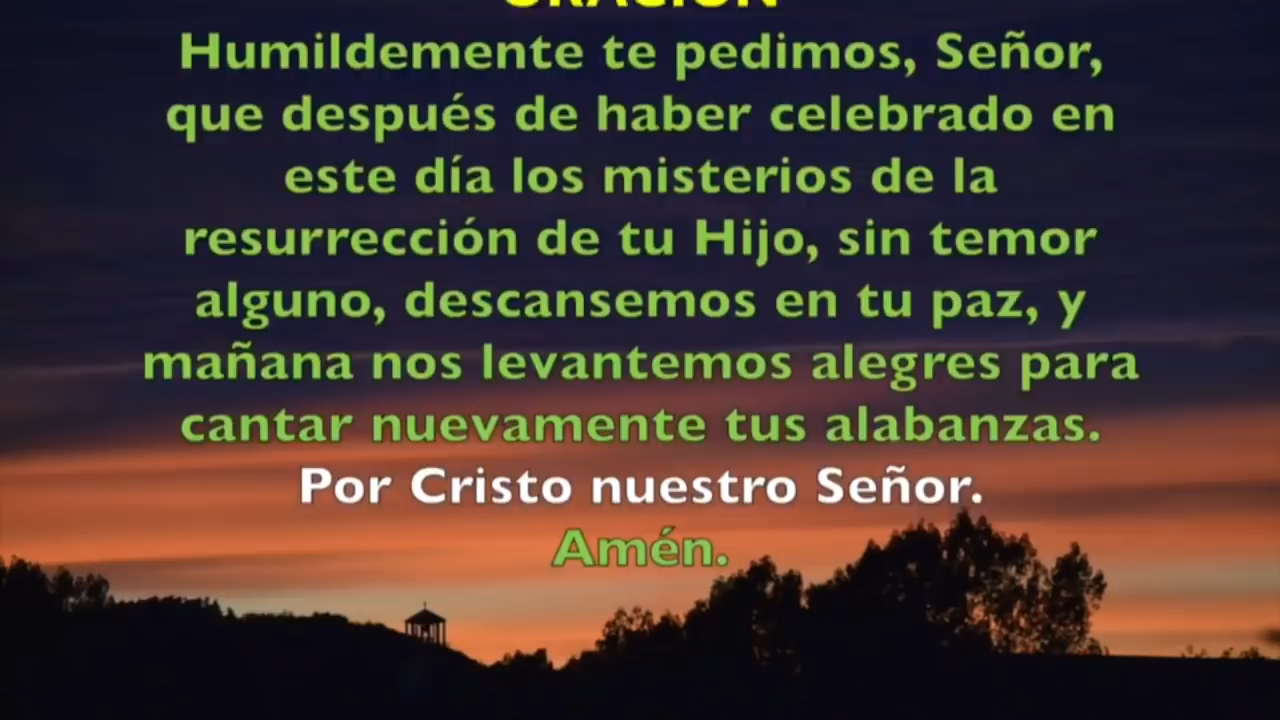 ORACIÓN
Humildemente te pedimos, Señor,
que después de haber celebrado en
este día los misterios de la
resurrección de tu Hijo, sin temor
alguno, descansemos en tu paz, y
mañana nos levantemos alegres para
cantar nuevamente tus alabanzas.
Por Cristo nuestro Señor.
Amén.